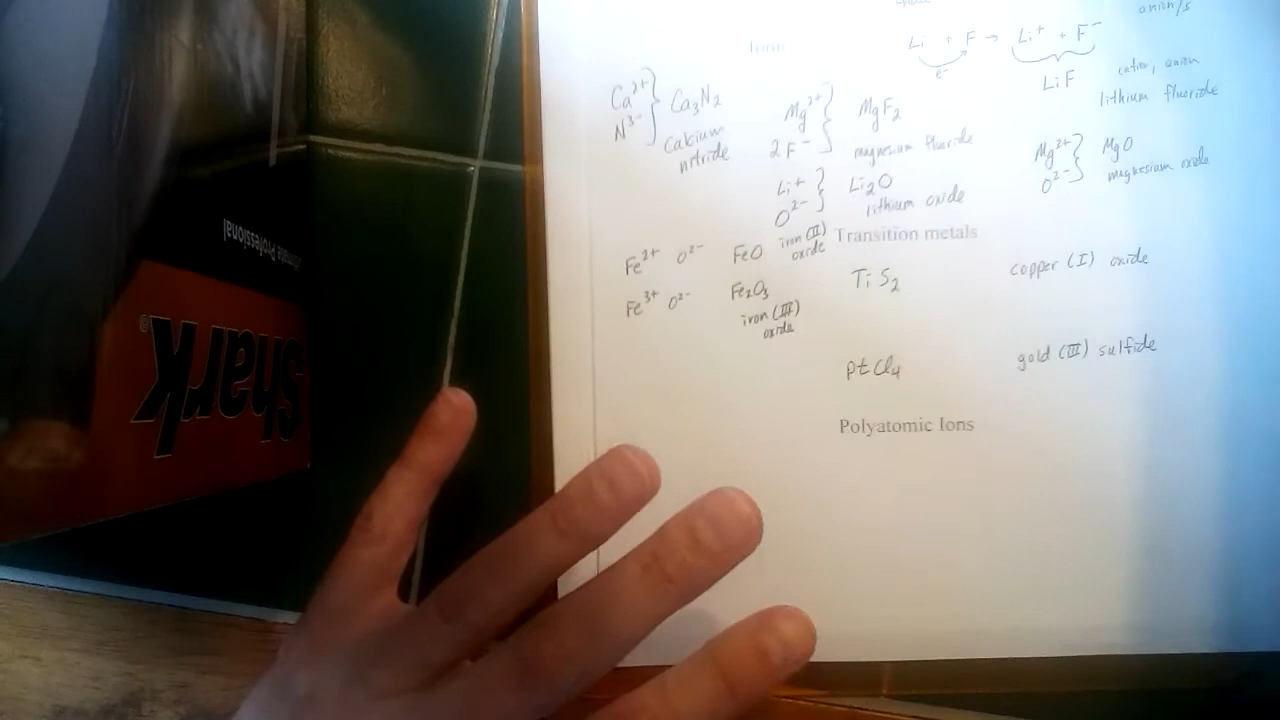 anion/s
Ionic
Li + F → Li⁺ + F⁻
e⁻
LiF
cation, anion
lithium fluoride
Ca²⁺
N³⁻
Ca₃N₂
Calcium
nitride
Mg²⁺
2F⁻
MgF₂
magnesium fluoride
Mg²⁺
O²⁻
MgO
magnesium oxide
Li⁺
O²⁻
Li₂O
lithium oxide
Transition metals
Fe²⁺ O²⁻ FeO iron (II)
oxide
Fe³⁺ O²⁻ Fe₂O₃
iron (III)
oxide
TiS₂
copper (I) oxide
ptCl₄
gold (III) sulfide
Polyatomic Ions
Shark®
Ultimate Professional